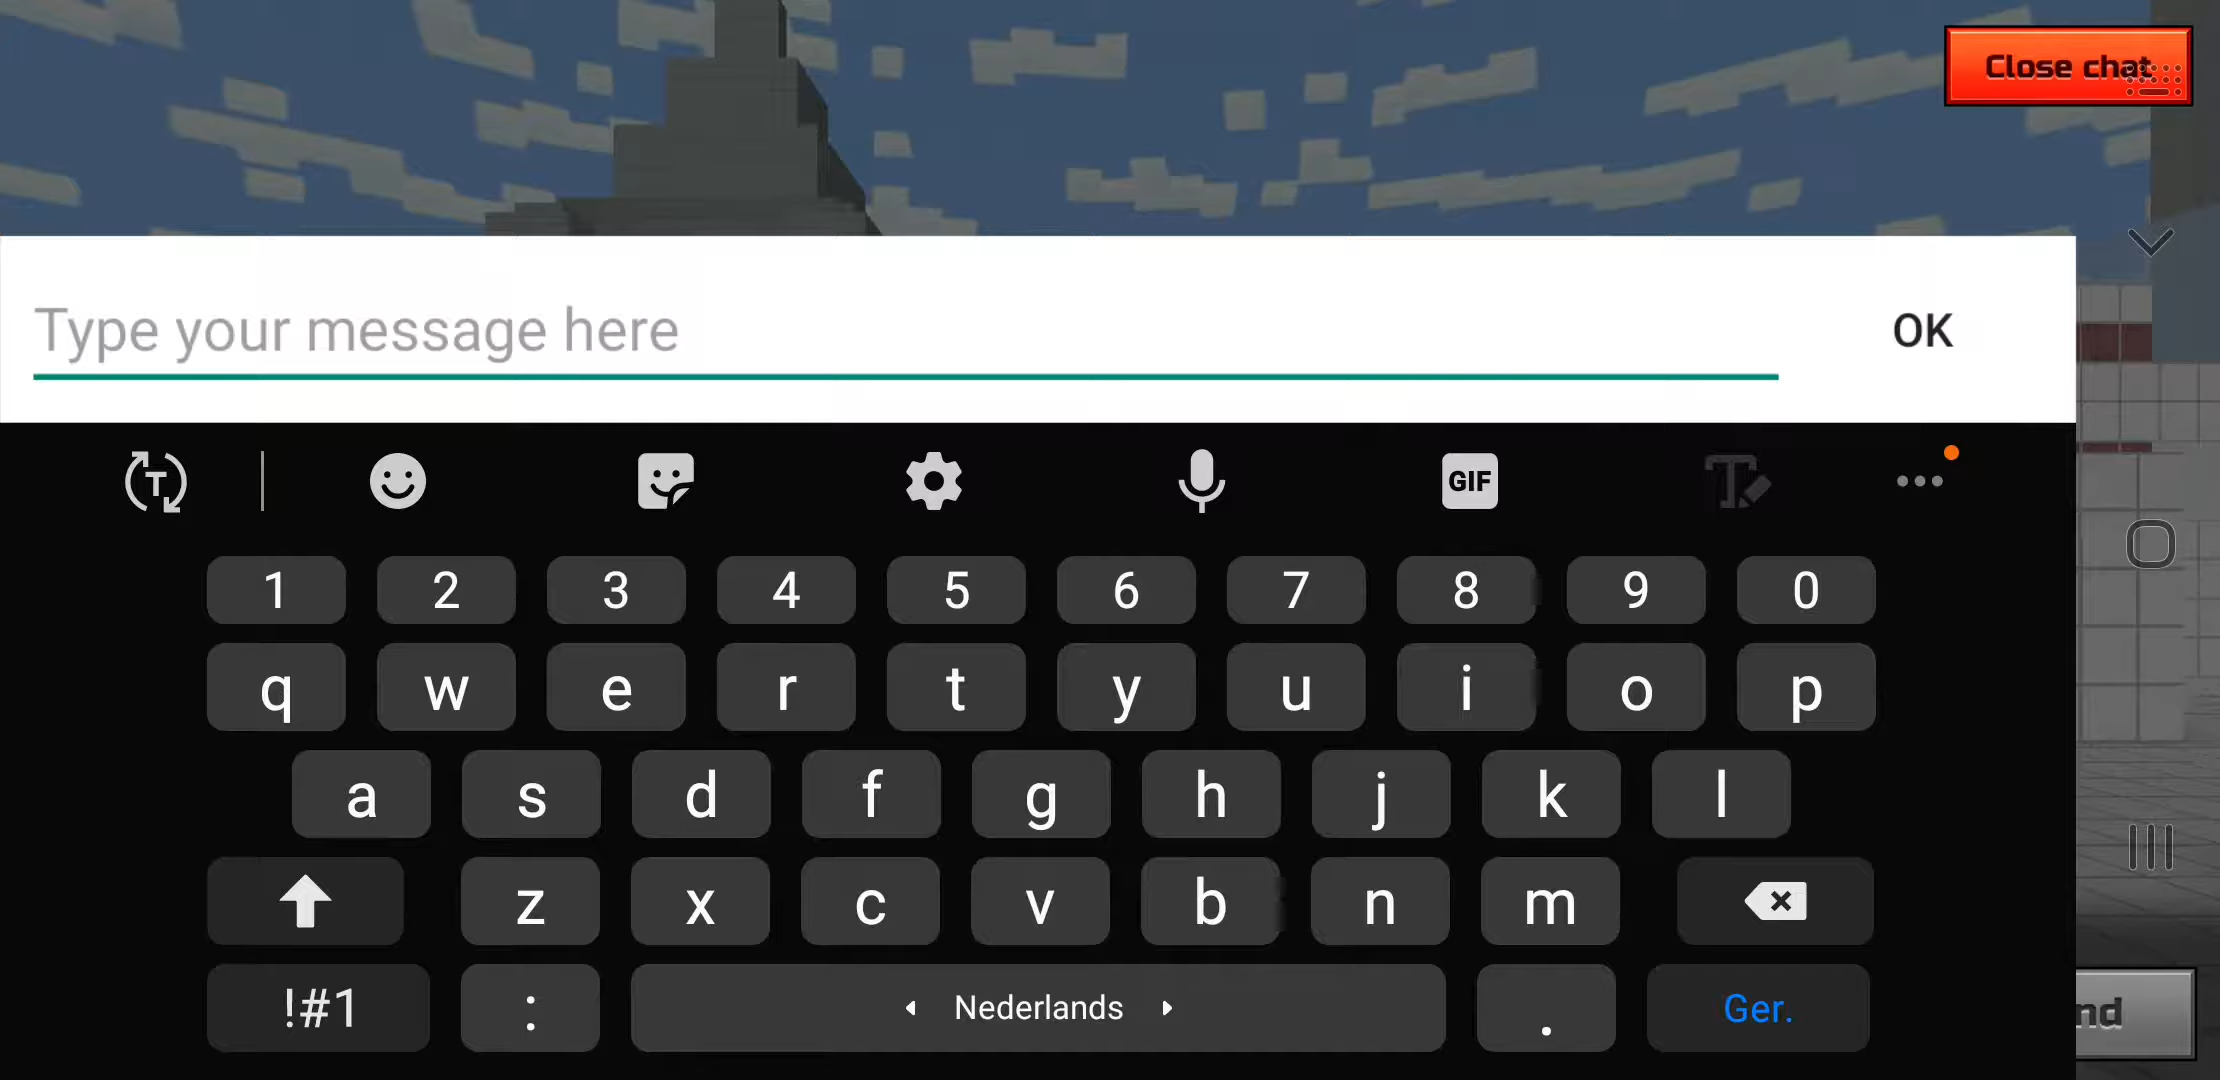 Close chat
Type your message here
OK
GIF
1 2 3 4 5 6 7 8 9 0
q w e r t y u i o p
a s d f g h j k l
z x c v b n m
!#1 : Nederlands . Ger.
nd